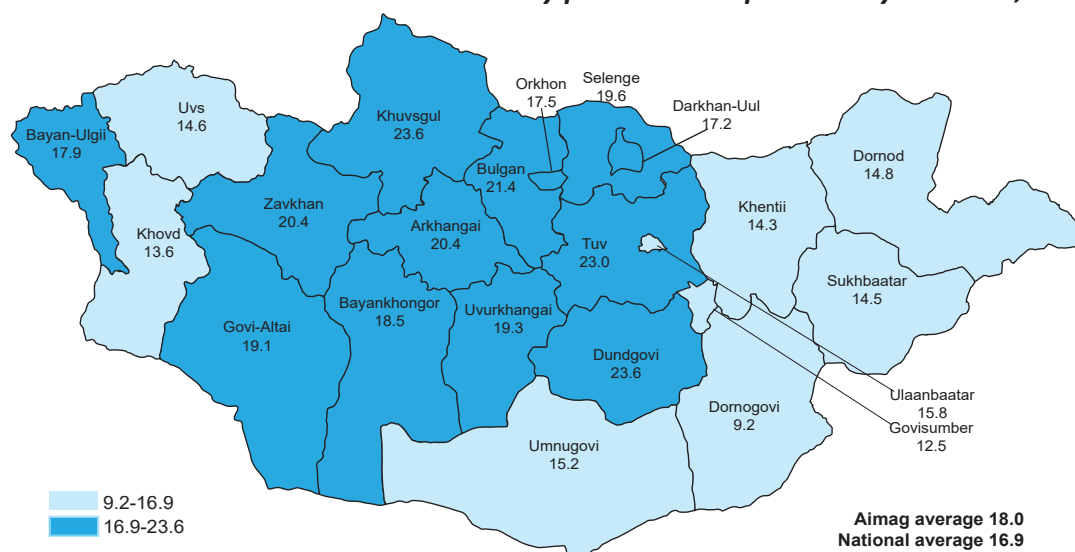 Orkhon
17.5
Selenge
19.6
Darkhan-Uul
17.2
Uvs
14.6
Khuvsgul
23.6
Bayan-Ulgii
17.9
Bulgan
21.4
Dornod
14.8
Zavkhan
20.4
Arkhangai
20.4
Khentii
14.3
Khovd
13.6
Tuv
23.0
Sukhbaatar
14.5
Bayankhongor
18.5
Uvurkhangai
19.3
Govi-Altai
19.1
Dundgovi
23.6
Dornogovi
9.2
Ulaanbaatar
15.8
Govisumber
12.5
Umnugovi
15.2
9.2-16.9
16.9-23.6
Aimag average 18.0
National average 16.9